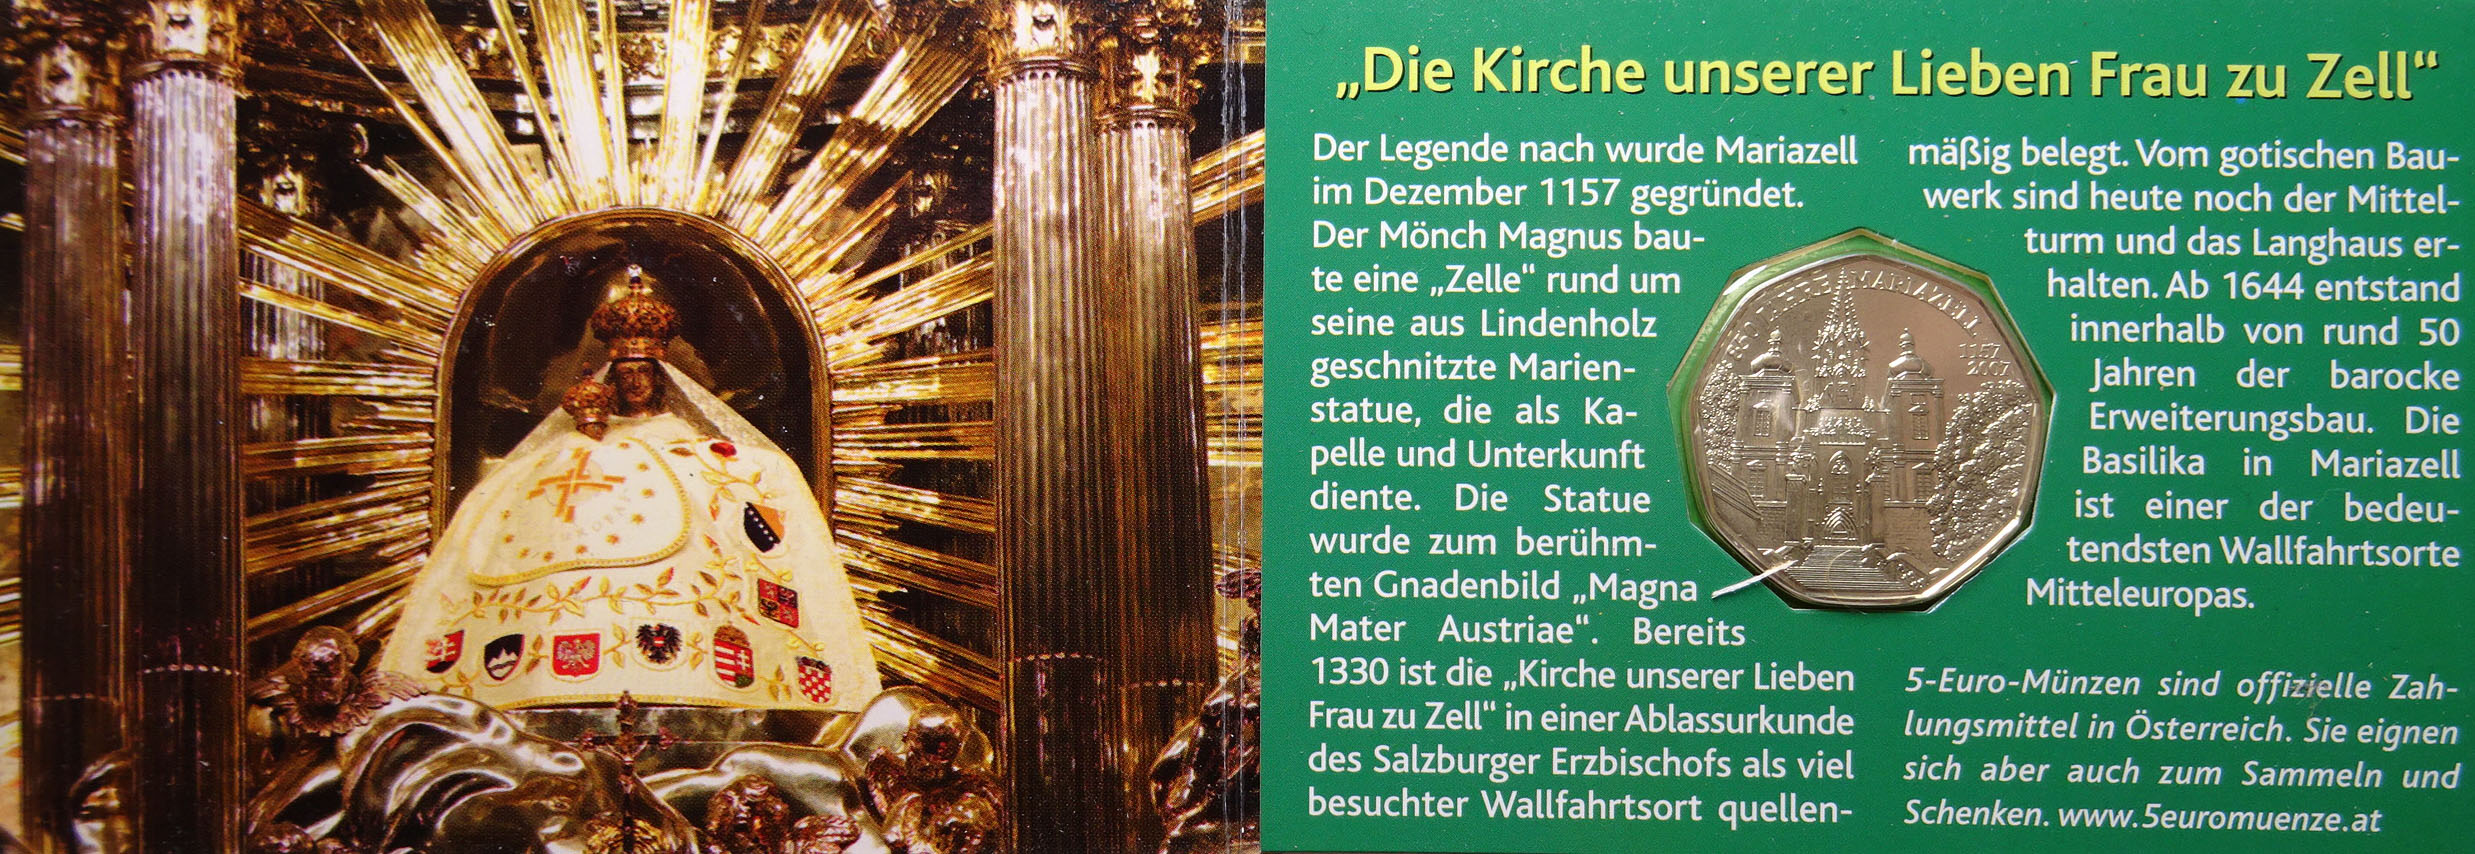 „Die Kirche unserer Lieben Frau zu Zell“
Der Legende nach wurde Mariazell
im Dezember 1157 gegründet.
Der Mönch Magnus bau-
te eine „Zelle“ rund um
seine aus Lindenholz
geschnitzte Marien-
statue, die als Ka-
pelle und Unterkunft
diente. Die Statue
wurde zum berühm-
ten Gnadenbild „Magna
Mater Austriae“. Bereits
1330 ist die „Kirche unserer Lieben
Frau zu Zell“ in einer Ablassurkunde
des Salzburger Erzbischofs als viel
besuchter Wallfahrtsort quellen-
mäßig belegt. Vom gotischen Bau-
werk sind heute noch der Mittel-
turm und das Langhaus er-
halten. Ab 1644 entstand
innerhalb von rund 50
Jahren der barocke
Erweiterungsbau. Die
Basilika in Mariazell
ist einer der bedeu-
tendsten Wallfahrtsorte
Mitteleuropas.
5-Euro-Münzen sind offizielle Zah-
lungsmittel in Österreich. Sie eignen
sich aber auch zum Sammeln und
Schenken. www.5euromuenze.at
850 JAHRE MARIAZELL
1157
2007